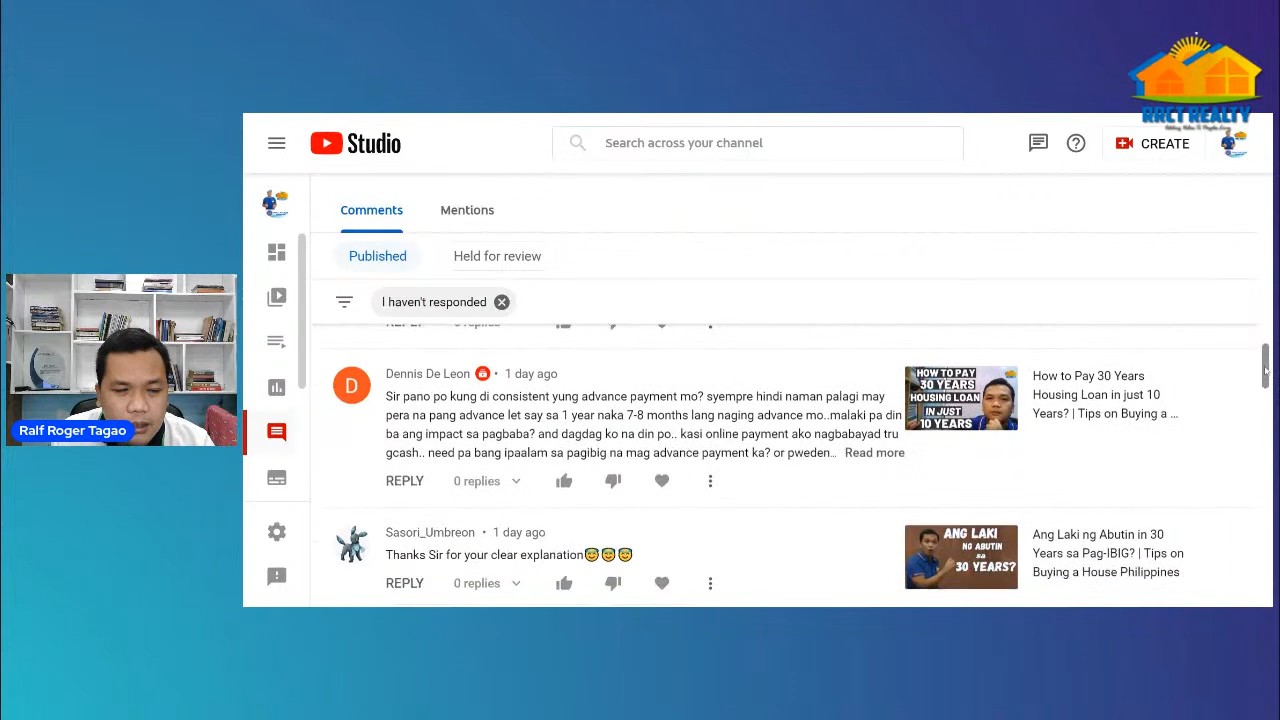 RRCT REALTY
Studio
Search across your channel
CREATE
Comments
Mentions
Published
Held for review
I haven't responded
Dennis De Leon • 1 day ago
Sir pano po kung di consistent yung advance payment mo? syempre hindi naman palagi may
pera na pang advance let say sa 1 year naka 7-8 months lang naging advance mo..malaki pa din
ba ang impact sa pagbaba? and dagdag ko na din po.. kasi online payment ako nagbabayad tru
gcash.. need pa bang ipaalam sa pagibig na mag advance payment ka? or pweden... Read more
REPLY 0 replies
HOW TO PAY
30 YEARS
HOUSING LOAN
IN JUST
10 YEARS
How to Pay 30 Years
Housing Loan in just 10
Years? | Tips on Buying a ...
Ralf Roger Tagao
D
Sasori_Umbreon • 1 day ago
Thanks Sir for your clear explanation😇😇😇
REPLY 0 replies
ANG LAKI
NG ABUTIN
sa
30 YEARS?
Ang Laki ng Abutin in 30
Years sa Pag-IBIG? | Tips on
Buying a House Philippines